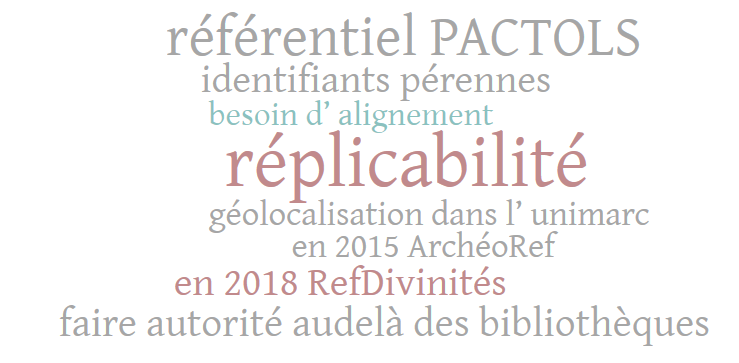 référentiel PACTOLS
identifiants pérennes
besoin d’ alignement
réplicabilité
géolocalisation dans l’ unimarc
en 2015 ArchéoRef
en 2018 RefDivinités
faire autorité audelà des bibliothèques